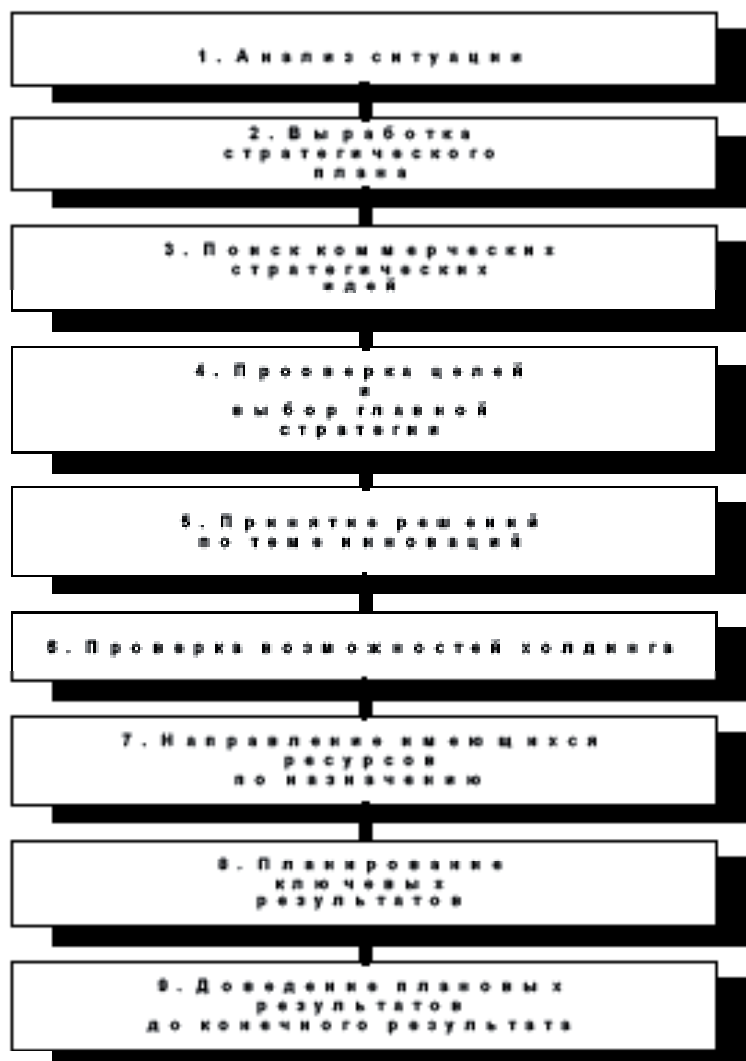 1. Анализ ситуации
2. Выработка
стратегического
плана
3. Поиск коммерческих
стратегических
идей
4. Прооверка целей
и
выбор главной
стратегии
5. Принятие решений
по теме инноваций
6. Проверка возможностей холдинга
7. Направление имеющихся
ресурсов
по назначению
8. Планирование
ключевых
результатов
9. Доведение плановых
результатов
до конечного результата